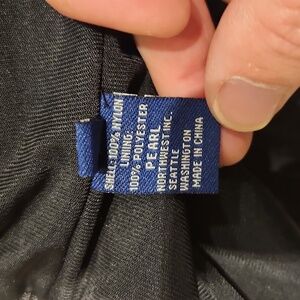 SHELL: 100% NYLON
LINING:
100% POLYESTER
PEARL
NORTHWEST INC.
SEATTLE
WASHINGTON
MADE IN CHINA